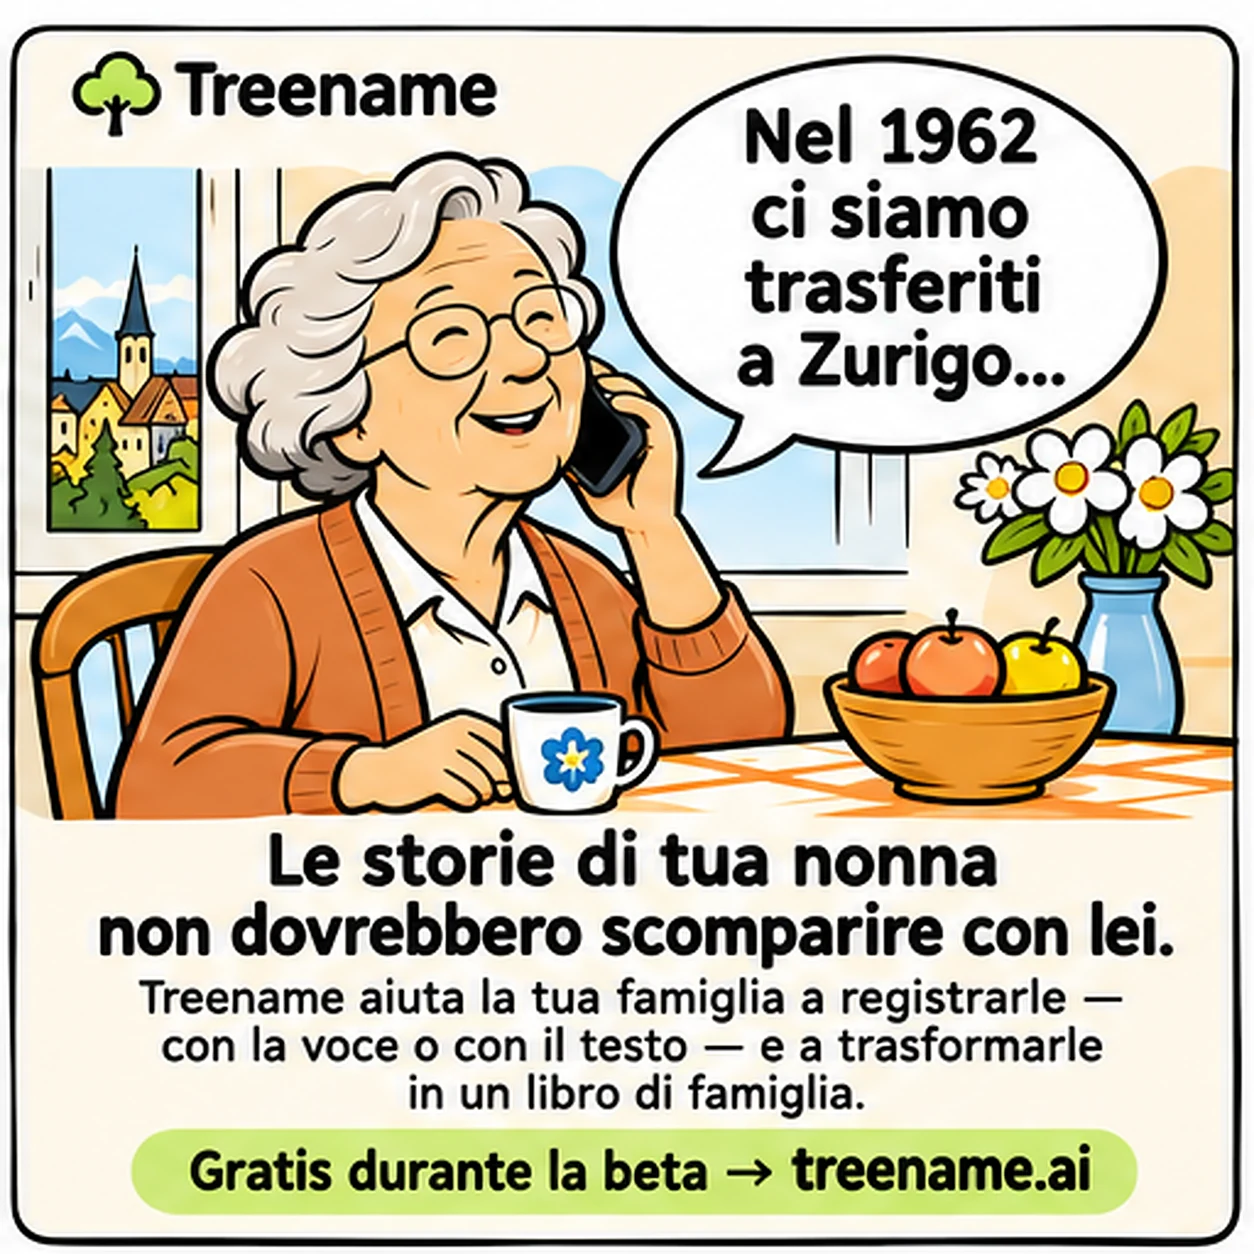 Treename
Nel 1962
ci siamo
trasferiti
a Zurigo...
Le storie di tua nonna
non dovrebbero scomparire con lei.
Treename aiuta la tua famiglia a registrarle —
con la voce o con il testo — e a trasformarle
in un libro di famiglia.
Gratis durante la beta → treename.ai